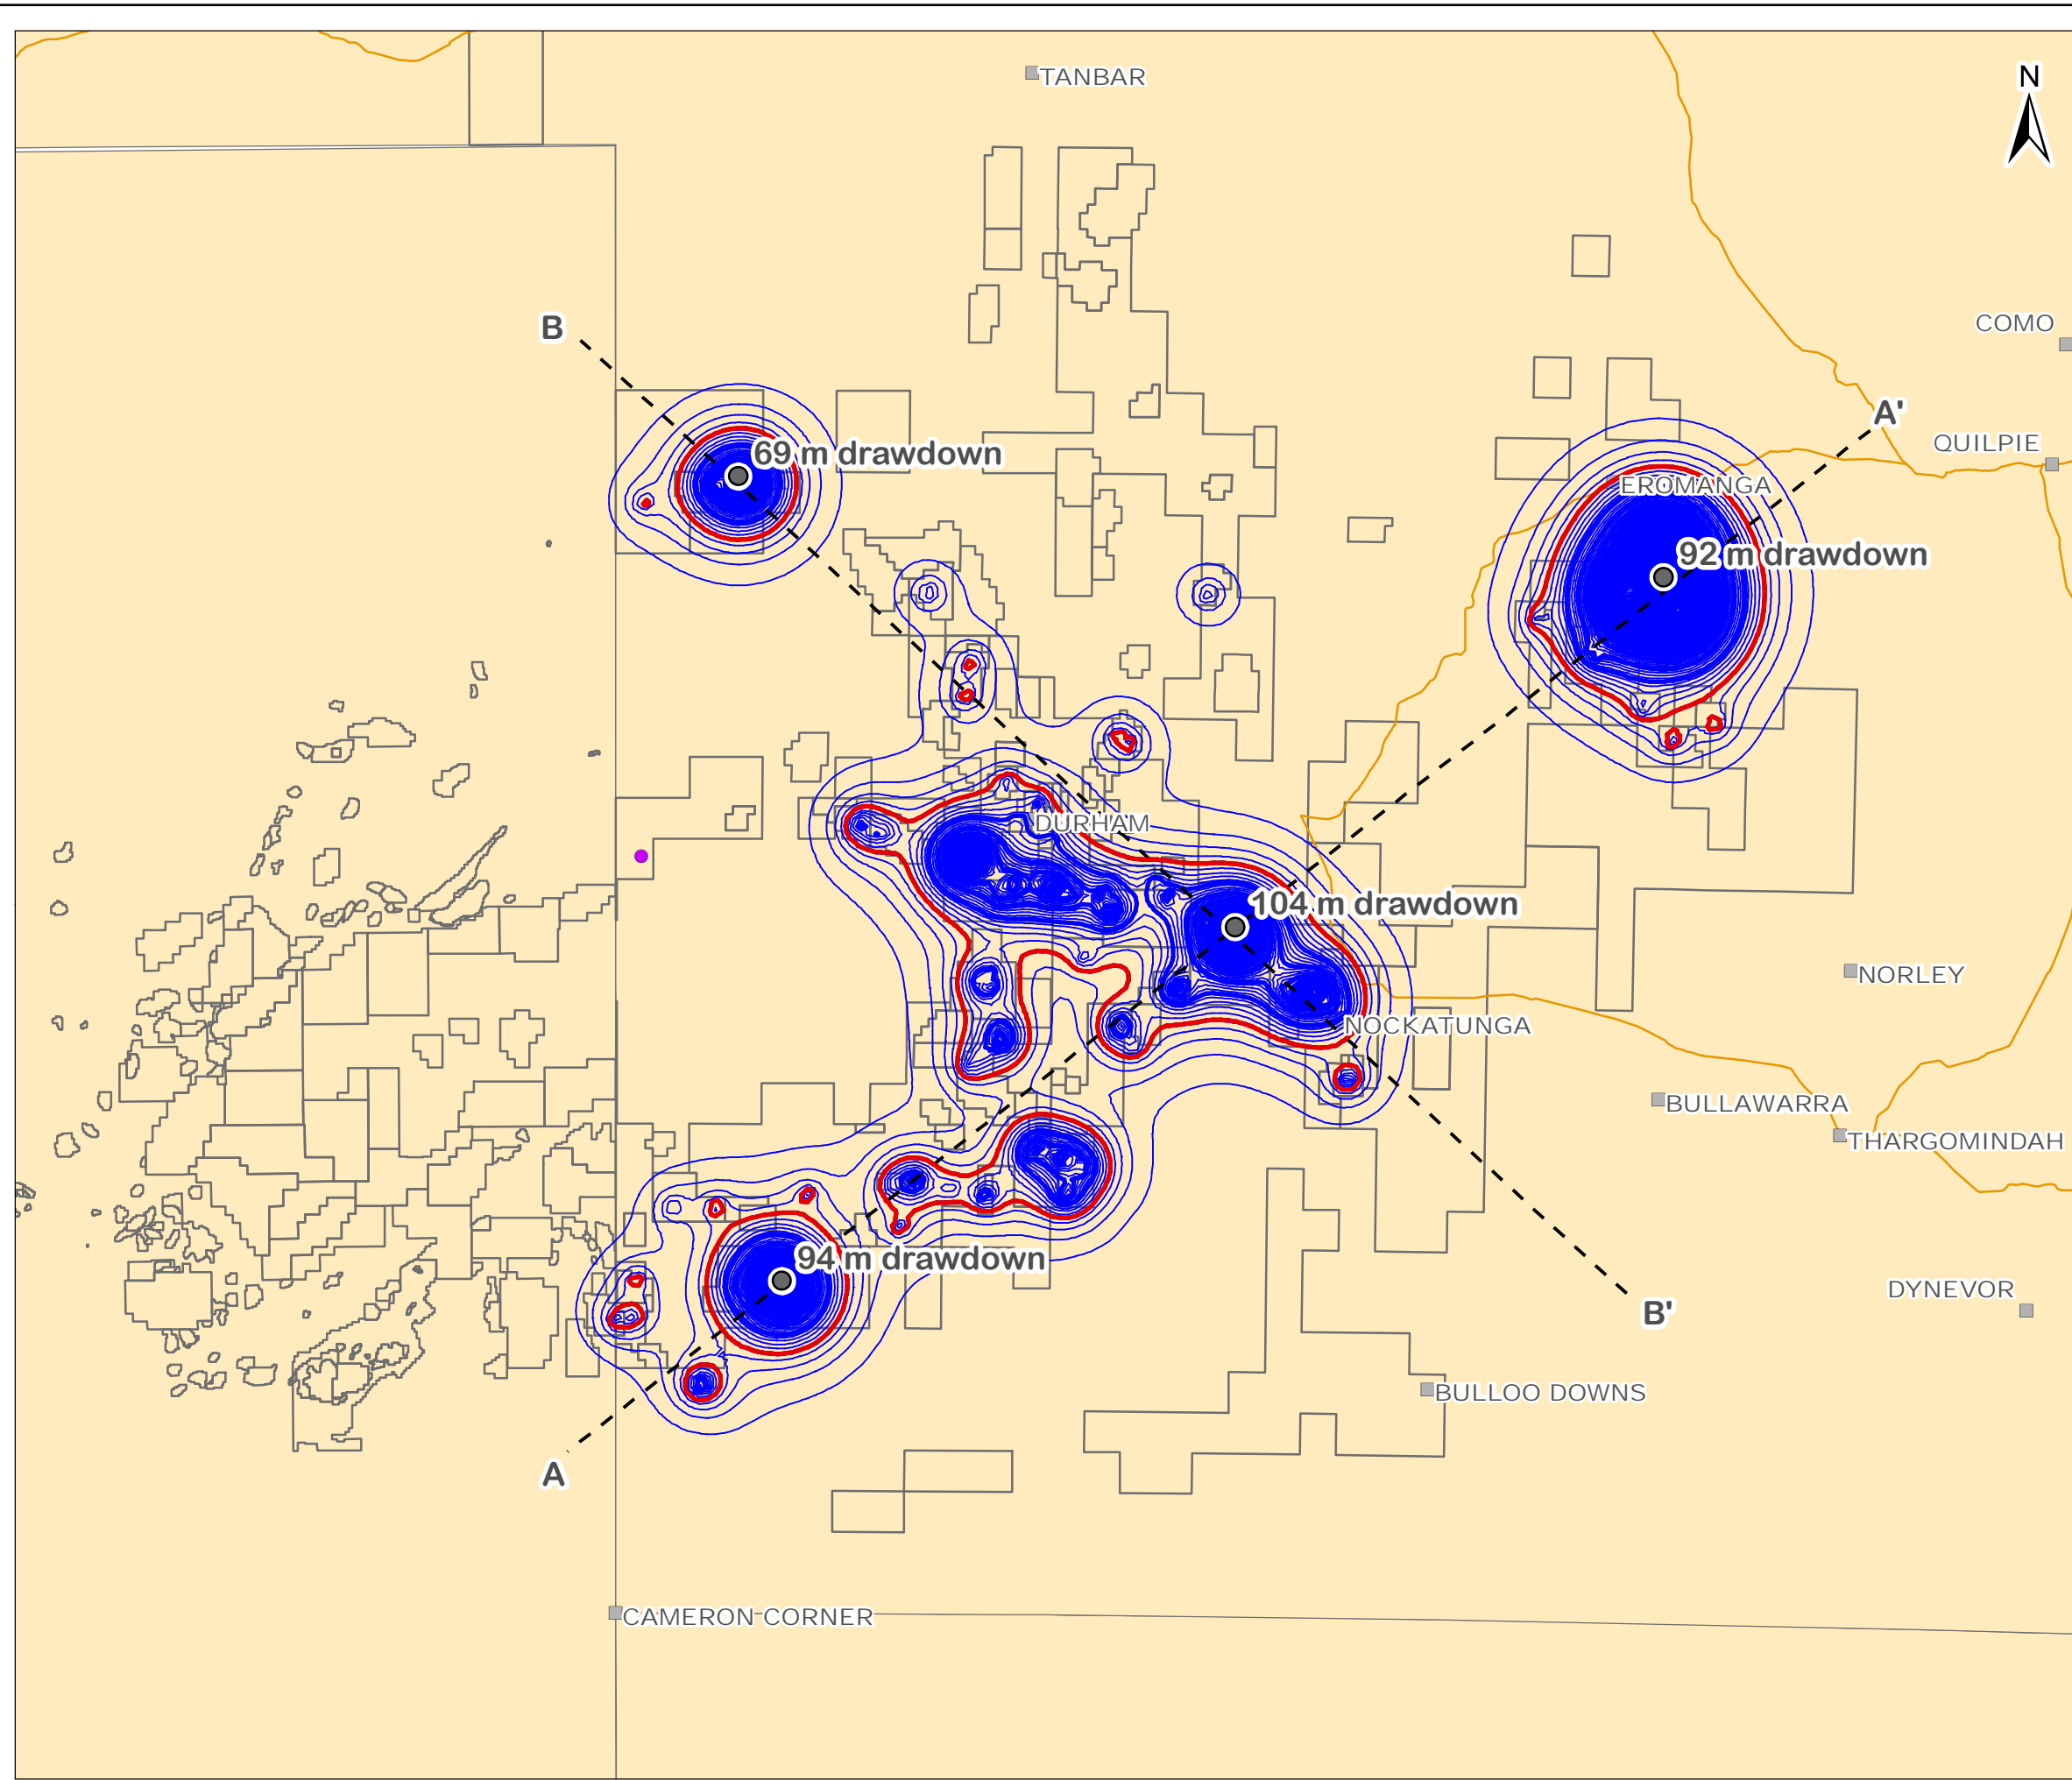 N
TANBAR
COMO
B
A'
QUILPIE
69 m drawdown
EROMANGA
92 m drawdown
DURHAM
104 m drawdown
NORLEY
NOCKATUNGA
BULLAWARRA
THARGOMINDAH
94 m drawdown
DYNEVOR
B'
BULLOO DOWNS
A
CAMERON CORNER